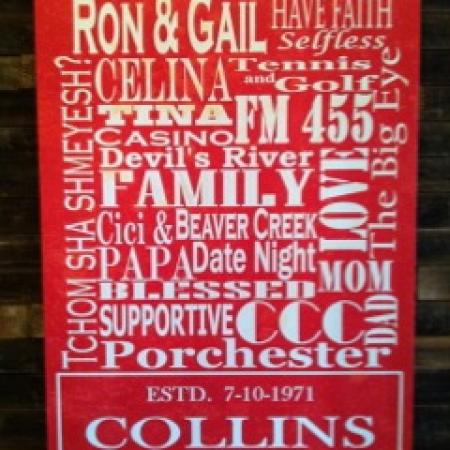 RON & GAIL
HAVE FAITH
Selfless
CELINA
Tennis
and Golf
TINA
FM 455
CASINO
Devil's River
FAMILY
LOVE
The Big Eye
TCHOM SHA SHMEYESH?
Cici &
PAPA
BEAVER CREEK
Date Night
MOM
BLESSED
SUPPORTIVE
CCC
DAD
Porchester
ESTD. 7-10-1971
COLLINS